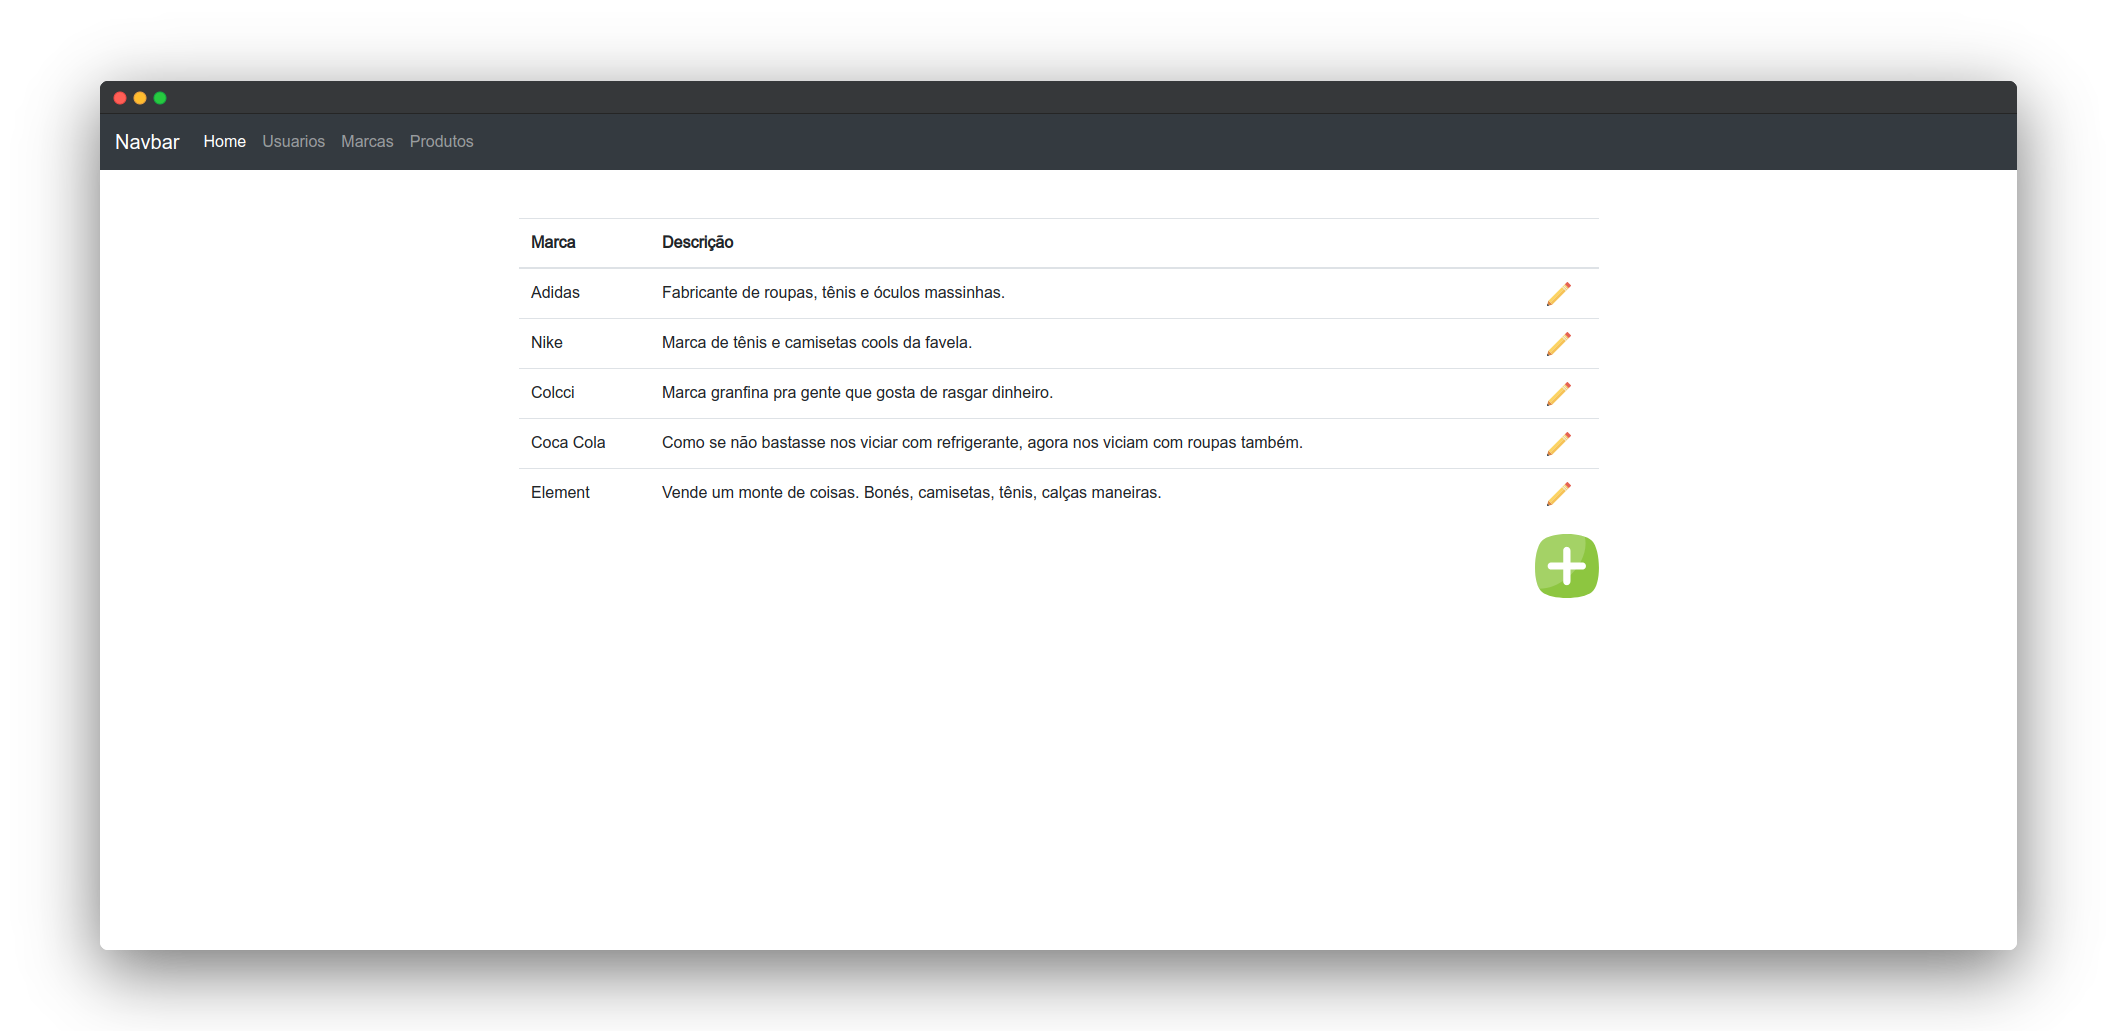 Navbar Home Usuarios Marcas Produtos
Marca Descrição
Adidas Fabricante de roupas, tênis e óculos massinhas.
Nike Marca de tênis e camisetas cools da favela.
Colcci Marca granfina pra gente que gosta de rasgar dinheiro.
Coca Cola Como se não bastasse nos viciar com refrigerante, agora nos viciam com roupas também.
Element Vende um monte de coisas. Bonés, camisetas, tênis, calças maneiras.